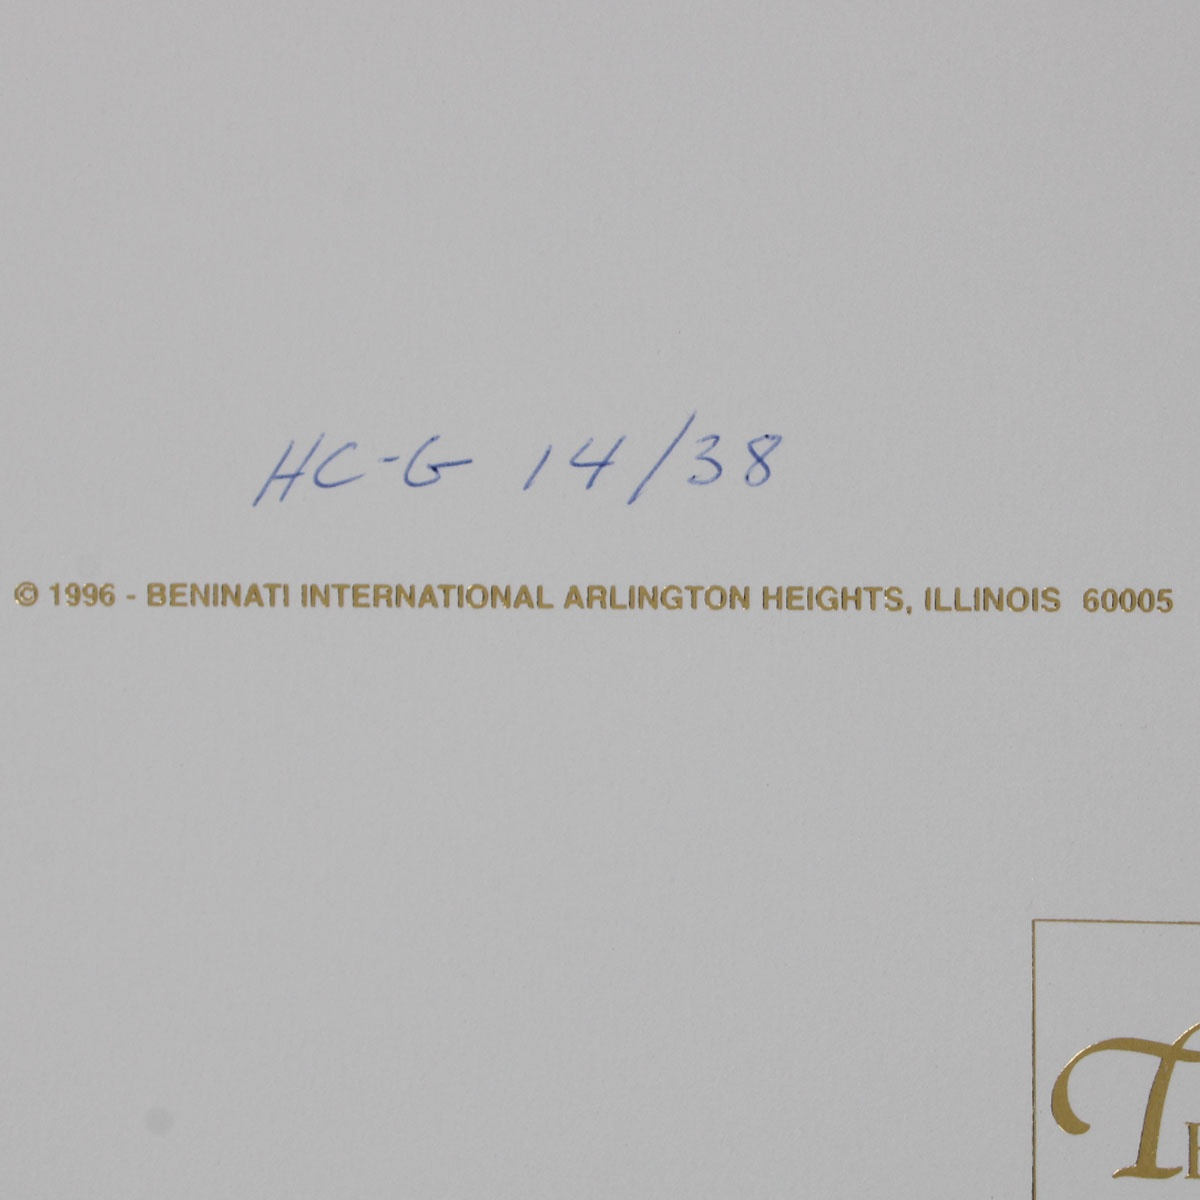 HC-G 14/38
© 1996 - BENINATI INTERNATIONAL ARLINGTON HEIGHTS, ILLINOIS 60005